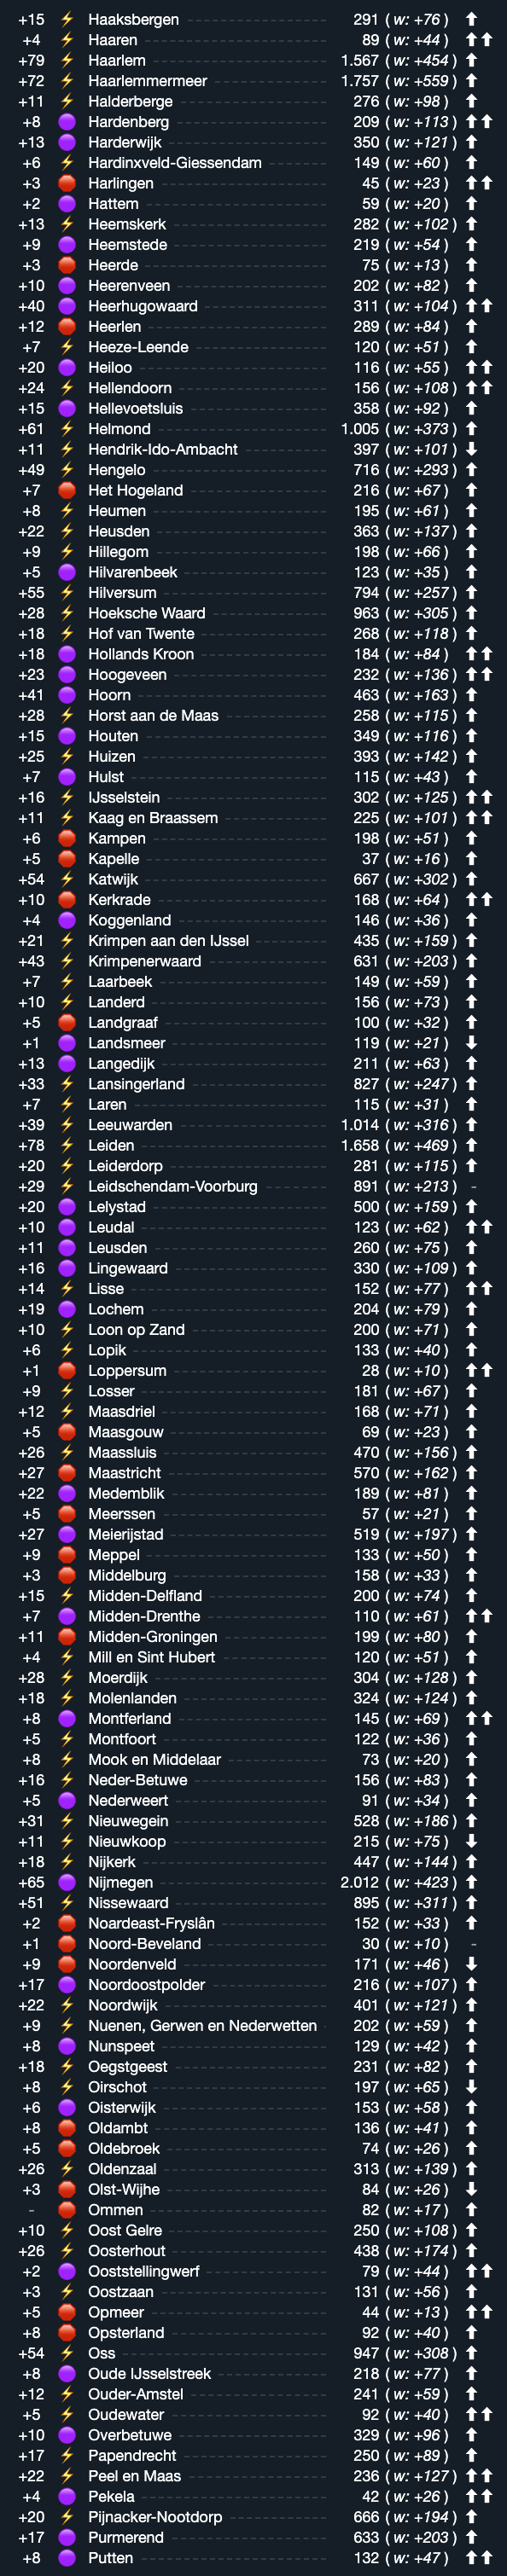 +15 Haaksbergen 291 ( w: +76 )
+4 Haaren 89 ( w: +44 )
+79 Haarlem 1.567 ( w: +454 )
+72 Haarlemmermeer 1.757 ( w: +559 )
+11 Halderberge 276 ( w: +98 )
+8 Hardenberg 209 ( w: +113 )
+13 Harderwijk 350 ( w: +121 )
+6 Hardinxveld-Giessendam 149 ( w: +60 )
+3 Harlingen 45 ( w: +23 )
+2 Hattem 59 ( w: +20 )
+13 Heemskerk 282 ( w: +102 )
+9 Heemstede 219 ( w: +54 )
+3 Heerde 75 ( w: +13 )
+10 Heerenveen 202 ( w: +82 )
+40 Heerhugowaard 311 ( w: +104 )
+12 Heerlen 289 ( w: +84 )
+7 Heeze-Leende 120 ( w: +51 )
+20 Heiloo 116 ( w: +55 )
+24 Hellendoorn 156 ( w: +108 )
+15 Hellevoetsluis 358 ( w: +92 )
+61 Helmond 1.005 ( w: +373 )
+11 Hendrik-Ido-Ambacht 397 ( w: +101 )
+49 Hengelo 716 ( w: +293 )
+7 Het Hogeland 216 ( w: +67 )
+8 Heumen 195 ( w: +61 )
+22 Heusden 363 ( w: +137 )
+9 Hillegom 198 ( w: +66 )
+5 Hilvarenbeek 123 ( w: +35 )
+55 Hilversum 794 ( w: +257 )
+28 Hoeksche Waard 963 ( w: +305 )
+18 Hof van Twente 268 ( w: +118 )
+18 Hollands Kroon 184 ( w: +84 )
+23 Hoogeveen 232 ( w: +136 )
+41 Hoorn 463 ( w: +163 )
+28 Horst aan de Maas 258 ( w: +115 )
+15 Houten 349 ( w: +116 )
+25 Huizen 393 ( w: +142 )
+7 Hulst 115 ( w: +43 )
+16 IJsselstein 302 ( w: +125 )
+11 Kaag en Braassem 225 ( w: +101 )
+6 Kampen 198 ( w: +51 )
+5 Kapelle 37 ( w: +16 )
+54 Katwijk 667 ( w: +302 )
+10 Kerkrade 168 ( w: +64 )
+4 Koggenland 146 ( w: +36 )
+21 Krimpen aan den IJssel 435 ( w: +159 )
+43 Krimpenerwaard 631 ( w: +203 )
+7 Laarbeek 149 ( w: +59 )
+10 Landerd 156 ( w: +73 )
+5 Landgraaf 100 ( w: +32 )
+1 Landsmeer 119 ( w: +21 )
+13 Langedijk 211 ( w: +63 )
+33 Lansingerland 827 ( w: +247 )
+7 Laren 115 ( w: +31 )
+39 Leeuwarden 1.014 ( w: +316 )
+78 Leiden 1.658 ( w: +469 )
+20 Leiderdorp 281 ( w: +115 )
+29 Leidschendam-Voorburg 891 ( w: +213 ) -
+20 Lelystad 500 ( w: +159 )
+10 Leudal 123 ( w: +62 )
+11 Leusden 260 ( w: +75 )
+16 Lingewaard 330 ( w: +109 )
+14 Lisse 152 ( w: +77 )
+19 Lochem 204 ( w: +79 )
+10 Loon op Zand 200 ( w: +71 )
+6 Lopik 133 ( w: +40 )
+1 Loppersum 28 ( w: +10 )
+9 Losser 181 ( w: +67 )
+12 Maasdriel 168 ( w: +71 )
+5 Maasgouw 69 ( w: +23 )
+26 Maassluis 470 ( w: +156 )
+27 Maastricht 570 ( w: +162 )
+22 Medemblik 189 ( w: +81 )
+5 Meerssen 57 ( w: +21 )
+27 Meierijstad 519 ( w: +197 )
+9 Meppel 133 ( w: +50 )
+3 Middelburg 158 ( w: +33 )
+15 Midden-Delfland 200 ( w: +74 )
+7 Midden-Drenthe 110 ( w: +61 )
+11 Midden-Groningen 199 ( w: +80 )
+4 Mill en Sint Hubert 120 ( w: +51 )
+28 Moerdijk 304 ( w: +128 )
+18 Molenlanden 324 ( w: +124 )
+8 Montferland 145 ( w: +69 )
+5 Montfoort 122 ( w: +36 )
+8 Mook en Middelaar 73 ( w: +20 )
+16 Neder-Betuwe 156 ( w: +83 )
+5 Nederweert 91 ( w: +34 )
+31 Nieuwegein 528 ( w: +186 )
+11 Nieuwkoop 215 ( w: +75 )
+18 Nijkerk 447 ( w: +144 )
+65 Nijmegen 2.012 ( w: +423 )
+51 Nissewaard 895 ( w: +311 )
+2 Noardeast-Fryslân 152 ( w: +33 )
+1 Noord-Beveland 30 ( w: +10 ) -
+9 Noordenveld 171 ( w: +46 )
+17 Noordoostpolder 216 ( w: +107 )
+22 Noordwijk 401 ( w: +121 )
+9 Nuenen, Gerwen en Nederwetten 202 ( w: +59 )
+8 Nunspeet 129 ( w: +42 )
+18 Oegstgeest 231 ( w: +82 )
+8 Oirschot 197 ( w: +65 )
+6 Oisterwijk 153 ( w: +58 )
+8 Oldambt 136 ( w: +41 )
+5 Oldebroek 74 ( w: +26 )
+26 Oldenzaal 313 ( w: +139 )
+3 Olst-Wijhe 84 ( w: +26 )
- Ommen 82 ( w: +17 )
+10 Oost Gelre 250 ( w: +108 )
+26 Oosterhout 438 ( w: +174 )
+2 Ooststellingwerf 79 ( w: +44 )
+3 Oostzaan 131 ( w: +56 )
+5 Opmeer 44 ( w: +13 )
+8 Opsterland 92 ( w: +40 )
+54 Oss 947 ( w: +308 )
+8 Oude IJsselstreek 218 ( w: +77 )
+12 Ouder-Amstel 241 ( w: +59 )
+5 Oudewater 92 ( w: +40 )
+10 Overbetuwe 329 ( w: +96 )
+17 Papendrecht 250 ( w: +89 )
+22 Peel en Maas 236 ( w: +127 )
+4 Pekela 42 ( w: +26 )
+20 Pijnacker-Nootdorp 666 ( w: +194 )
+17 Purmerend 633 ( w: +203 )
+8 Putten 132 ( w: +47 )